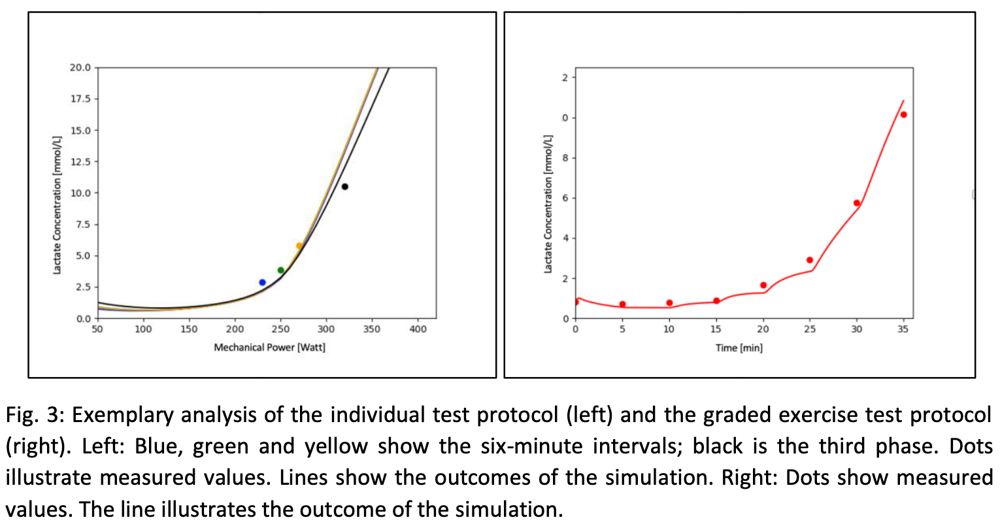 20.0
17.5
15.0
12.5
10.0
7.5
5.0
2.5
0.0
50 100 150 200 250 300 350 400
Lactate Concentration [mmol/L]
Mechanical Power [Watt]
2
0
8
6
4
2
0
0 5 10 15 20 25 30 35
Lactate Concentration [mmol/L]
Time [min]
Fig. 3: Exemplary analysis of the individual test protocol (left) and the graded exercise test protocol
(right). Left: Blue, green and yellow show the six-minute intervals; black is the third phase. Dots
illustrate measured values. Lines show the outcomes of the simulation. Right: Dots show measured
values. The line illustrates the outcome of the simulation.